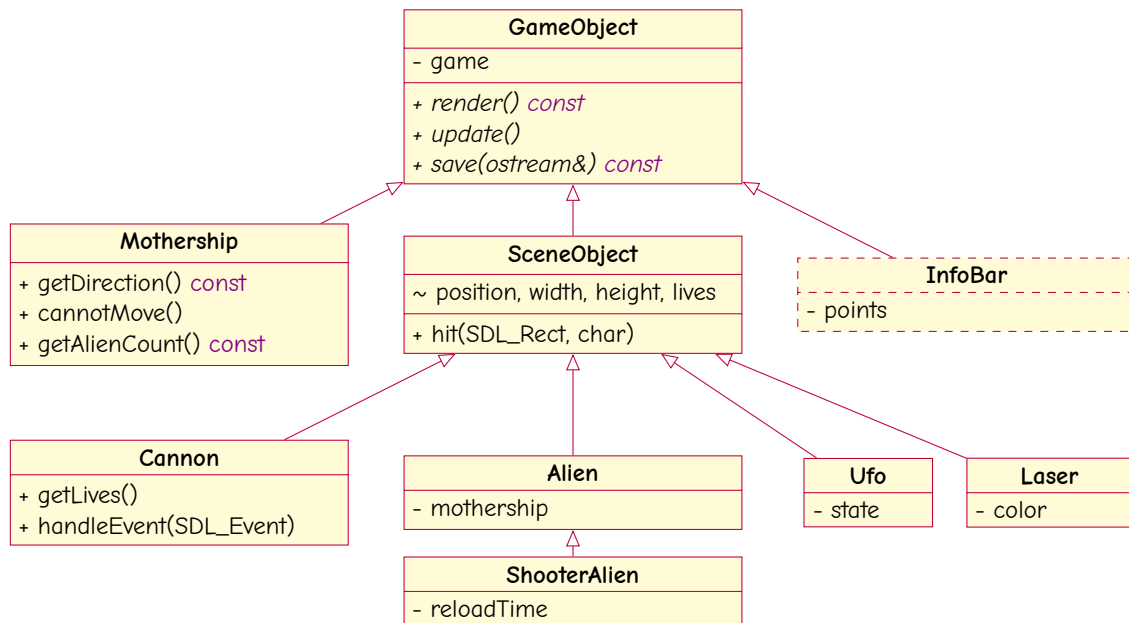 GameObject
- game
+ render() const
+ update()
+ save(ostream&) const
Mothership
+ getDirection() const
+ cannotMove()
+ getAlienCount() const
SceneObject
~ position, width, height, lives
+ hit(SDL_Rect, char)
InfoBar
- points
Cannon
+ getLives()
+ handleEvent(SDL_Event)
Alien
- mothership
Ufo
- state
Laser
- color
ShooterAlien
- reloadTime